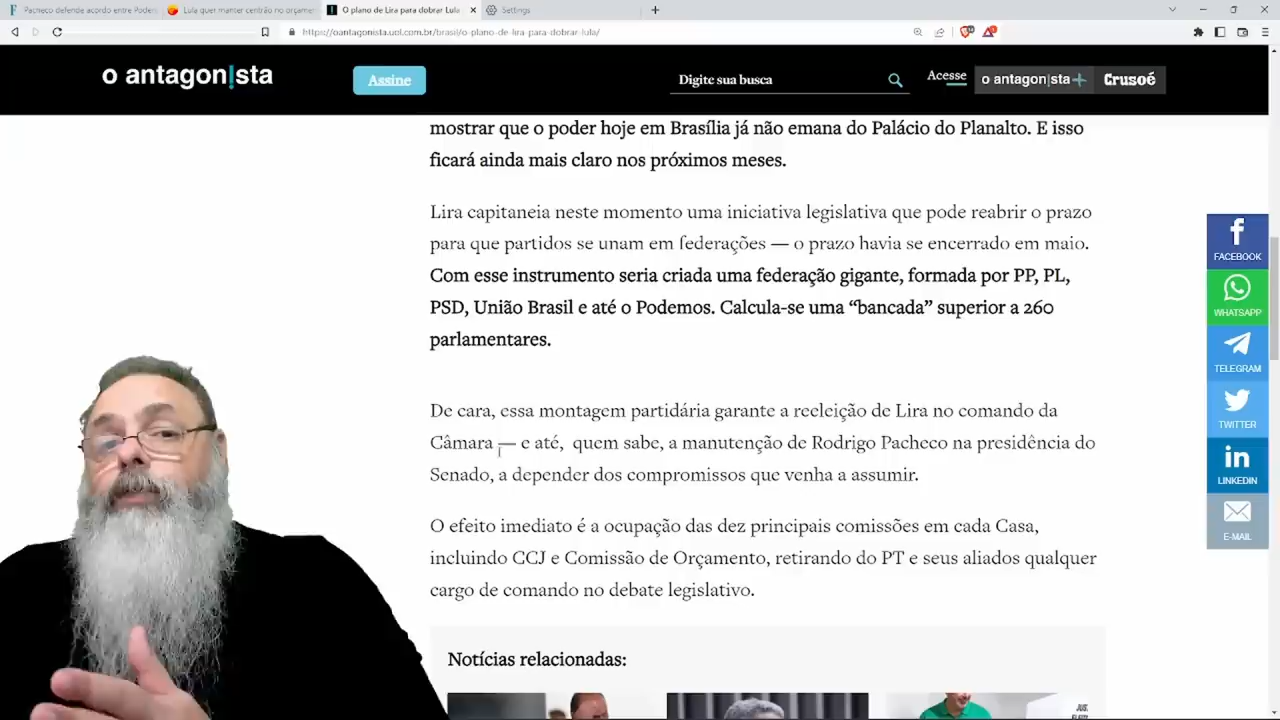 Pacheco defende acordo entre Poder
Lula quer manter centrão no orçame
O plano de Lira para dobrar Lula
Settings
https://oantagonista.uol.com.br/brasil/o-plano-de-lira-para-dobrar-lula/
o antagon!sta
Assine
Digite sua busca
Acesse
o antagon|sta+
Crusoé
mostrar que o poder hoje em Brasília já não emana do Palácio do Planalto. E isso
ficará ainda mais claro nos próximos meses.
Lira capitaneia neste momento uma iniciativa legislativa que pode reabrir o prazo
para que partidos se unam em federações — o prazo havia se encerrado em maio.
Com esse instrumento seria criada uma federação gigante, formada por PP, PL,
PSD, União Brasil e até o Podemos. Calcula-se uma “bancada” superior a 260
parlamentares.
De cara, essa montagem partidária garante a reeleição de Lira no comando da
Câmara — e até, quem sabe, a manutenção de Rodrigo Pacheco na presidência do
Senado, a depender dos compromissos que venha a assumir.
O efeito imediato é a ocupação das dez principais comissões em cada Casa,
incluindo CCJ e Comissão de Orçamento, retirando do PT e seus aliados qualquer
cargo de comando no debate legislativo.
Notícias relacionadas:
FACEBOOK
WHATSAPP
TELEGRAM
TWITTER
LINKEDIN
E-MAIL